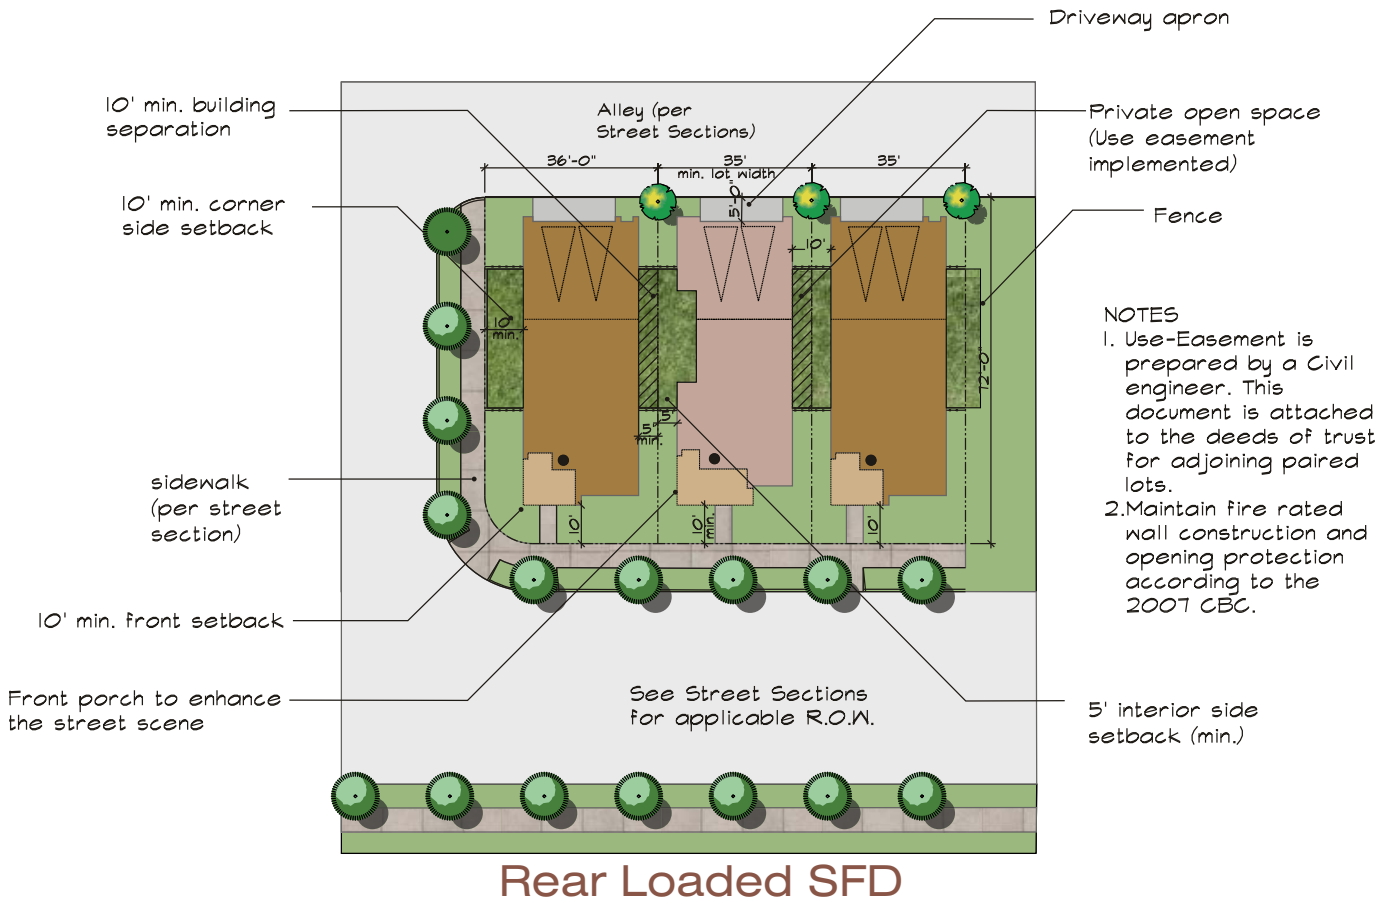 Driveway apron
10' min. building
separation
Alley (per
Street Sections)
Private open space
(Use easement
implemented)
36'-0"
35'
min. lot width
35'
5'-0"
10' min. corner
side setback
Fence
10'
NOTES
1. Use-Easement is
prepared by a Civil
engineer. This
document is attached
to the deeds of trust
for adjoining paired
lots.
2.Maintain fire rated
wall construction and
opening protection
according to the
2007 CBC.
10'
min.
72'-0"
5'
5'
min.
sidewalk
(per street
section)
10'
10'
min.
10'
10' min. front setback
Front porch to enhance
the street scene
See Street Sections
for applicable R.O.W.
5' interior side
setback (min.)
Rear Loaded SFD